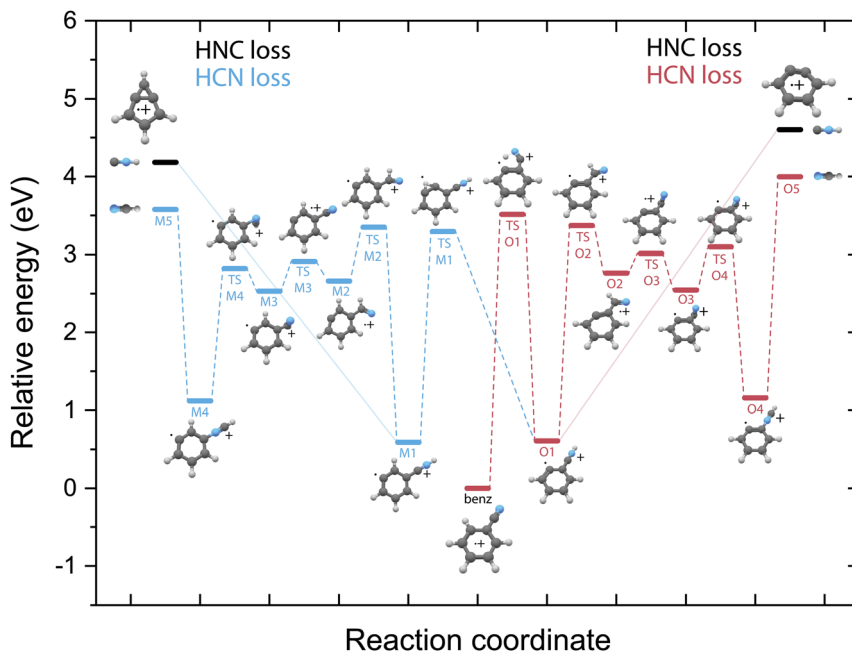 6
5
4
3
2
1
0
-1
Relative energy (eV)
Reaction coordinate
HNC loss
HCN loss
HNC loss
HCN loss
M5
TS
M4
M3
TS
M3
M2
TS
M2
TS
M1
M4
M1
benz
TS
O1
O1
TS
O2
O2
TS
O3
O3
TS
O4
O4
O5